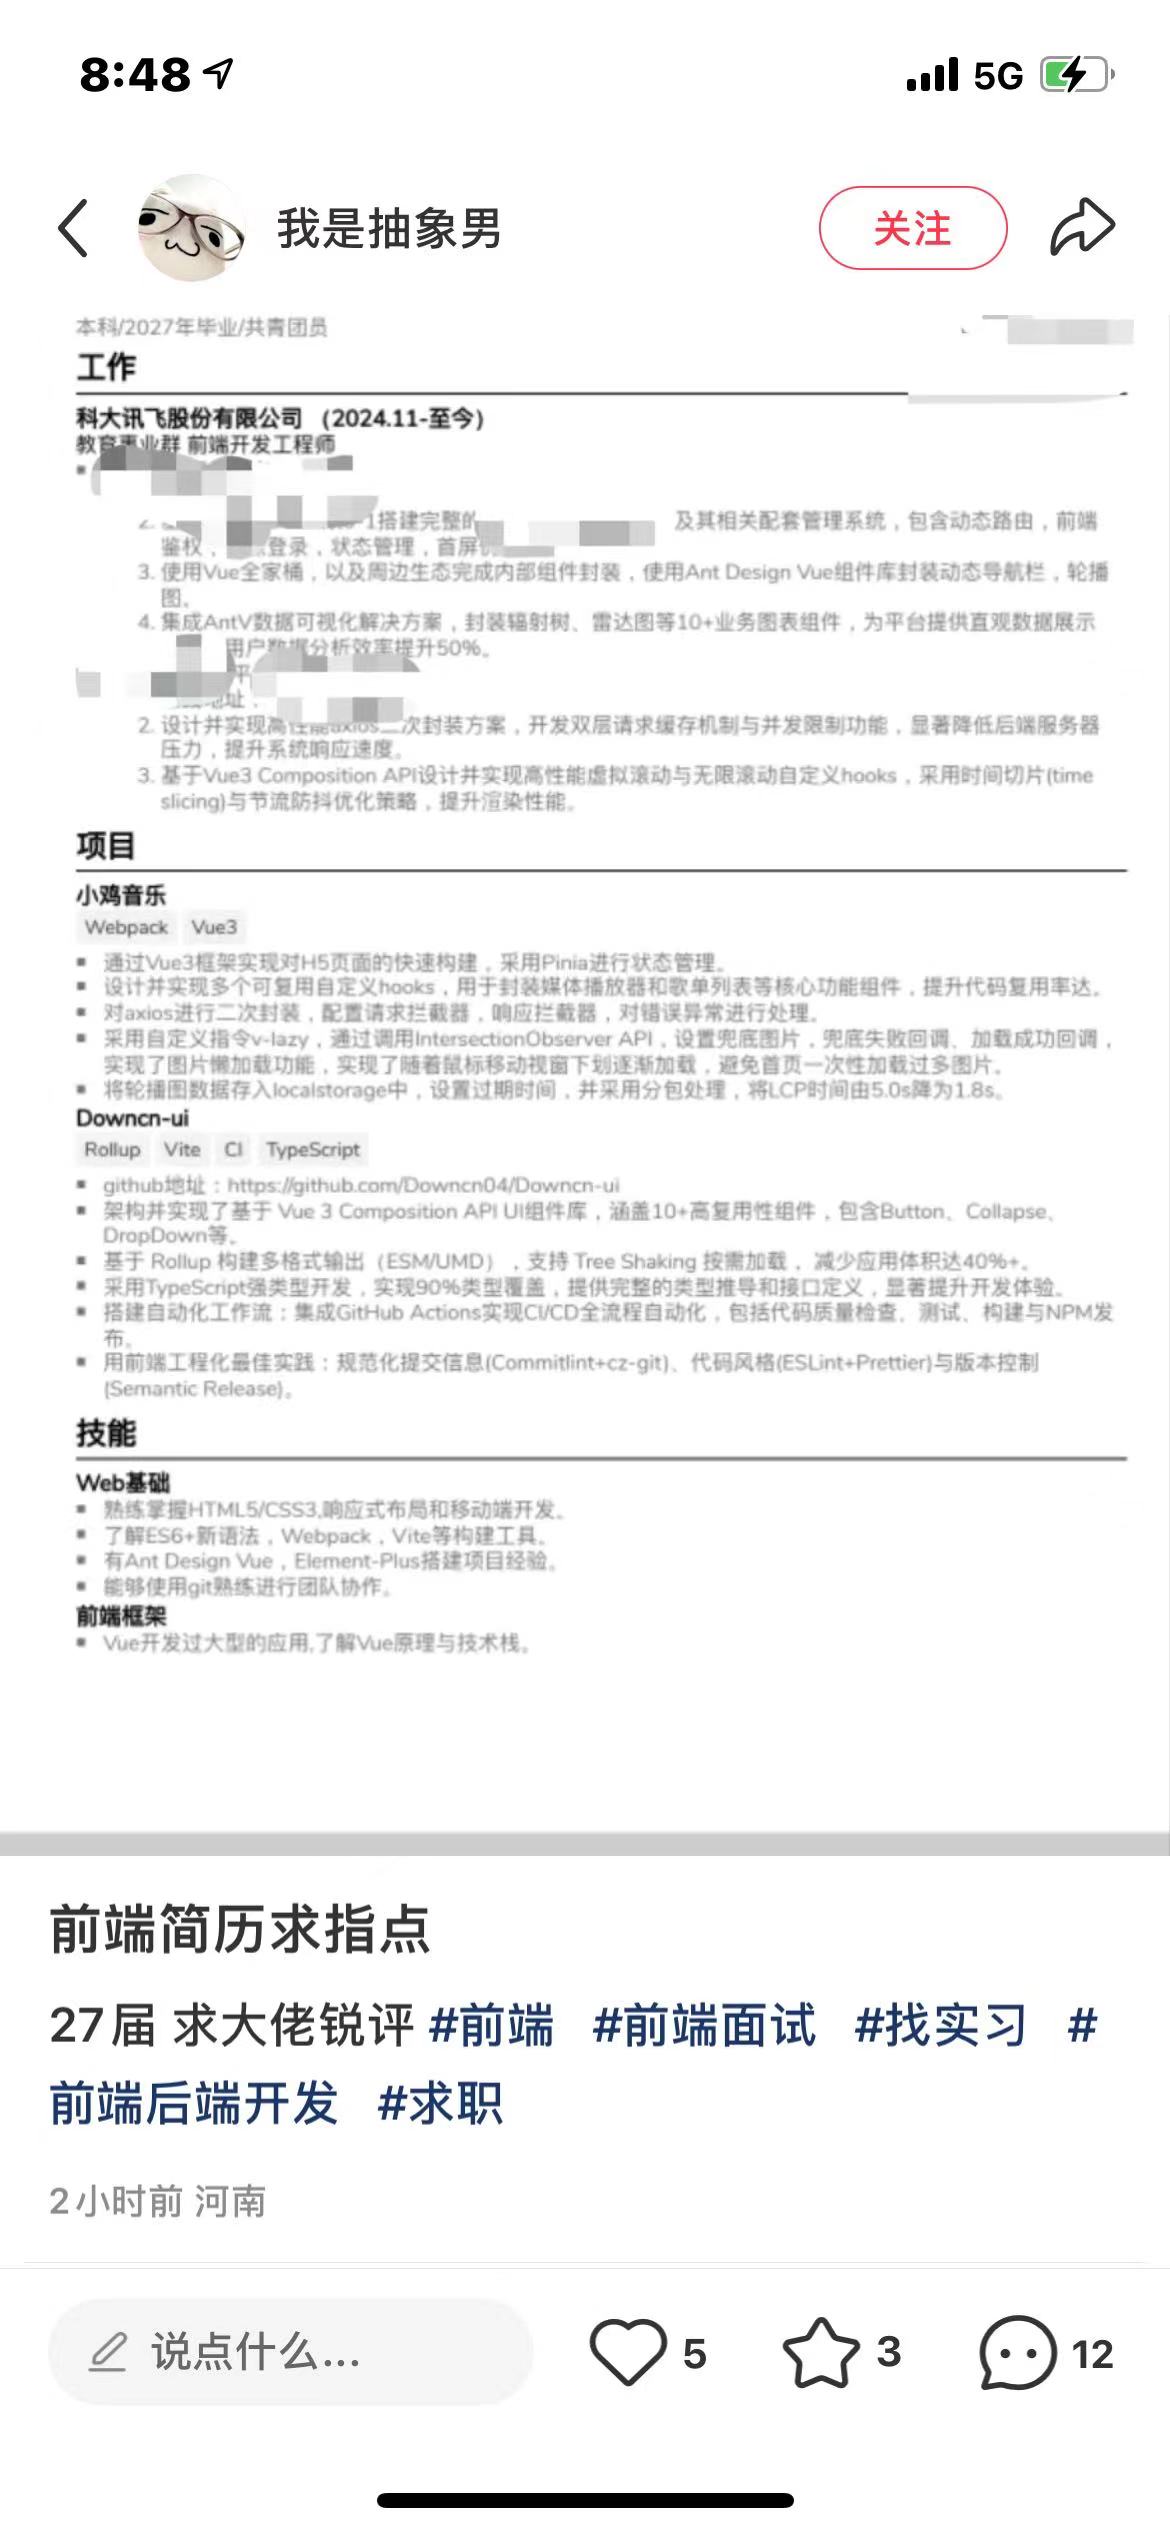 8:48
5G
我是抽象男
关注
本科/2027年毕业/共青团员
工作
科大讯飞股份有限公司 （2024.11-至今）
教育事业群 前端开发工程师
2.
1搭建完整的
及其相关配套管理系统，包含动态路由，前端
鉴权，
登录，状态管理，首屏
3. 使用Vue全家桶，以及周边生态完成内部组件封装，使用Ant Design Vue组件库封装动态导航栏，轮播
图。
4. 集成AntV数据可视化解决方案，封装辐射树、雷达图等10+业务图表组件，为平台提供直观数据展示
用户数据分析效率提升50%。
平
地址：
2. 设计并实现高性能axios二次封装方案，开发双层请求缓存机制与并发限制功能，显著降低后端服务器
压力，提升系统响应速度。
3. 基于Vue3 Composition API设计并实现高性能虚拟滚动与无限滚动自定义hooks，采用时间切片(time
slicing)与节流防抖优化策略，提升渲染性能。
项目
小鸡音乐
Webpack Vue3
▪ 通过Vue3框架实现对H5页面的快速构建，采用Pinia进行状态管理。
▪ 设计并实现多个可复用自定义hooks，用于封装媒体播放器和歌单列表等核心功能组件，提升代码复用率达。
▪ 对axios进行二次封装，配置请求拦截器，响应拦截器，对错误异常进行处理。
▪ 采用自定义指令v-lazy，通过调用IntersectionObserver API，设置兜底图片，兜底失败回调、加载成功回调，
实现了图片懒加载功能，实现了随着鼠标移动视窗下划逐渐加载，避免首页一次性加载过多图片。
▪ 将轮播图数据存入localstorage中，设置过期时间，并采用分包处理，将LCP时间由5.0s降为1.8s。
Downcn-ui
Rollup Vite CI TypeScript
▪ github地址：https://github.com/Downcn04/Downcn-ui
▪ 架构并实现了基于 Vue 3 Composition API UI组件库，涵盖10+高复用性组件，包含Button、Collapse、
DropDown等。
▪ 基于 Rollup 构建多格式输出（ESM/UMD），支持 Tree Shaking 按需加载， 减少应用体积达40%+。
▪ 采用TypeScript强类型开发，实现90%类型覆盖，提供完整的类型推导和接口定义，显著提升开发体验。
▪ 搭建自动化工作流：集成GitHub Actions实现CI/CD全流程自动化，包括代码质量检查、测试、构建与NPM发
布。
▪ 用前端工程化最佳实践：规范化提交信息(Commitlint+cz-git)、代码风格(ESLint+Prettier)与版本控制
(Semantic Release)。
技能
Web基础
▪ 熟练掌握HTML5/CSS3,响应式布局和移动端开发。
▪ 了解ES6+新语法，Webpack，Vite等构建工具。
▪ 有Ant Design Vue，Element-Plus搭建项目经验。
▪ 能够使用git熟练进行团队协作。
前端框架
▪ Vue开发过大型的应用,了解Vue原理与技术栈。
前端简历求指点
27届 求大佬锐评 #前端 #前端面试 #找实习 #
前端后端开发 #求职
2小时前 河南
说点什么...
5
3
12